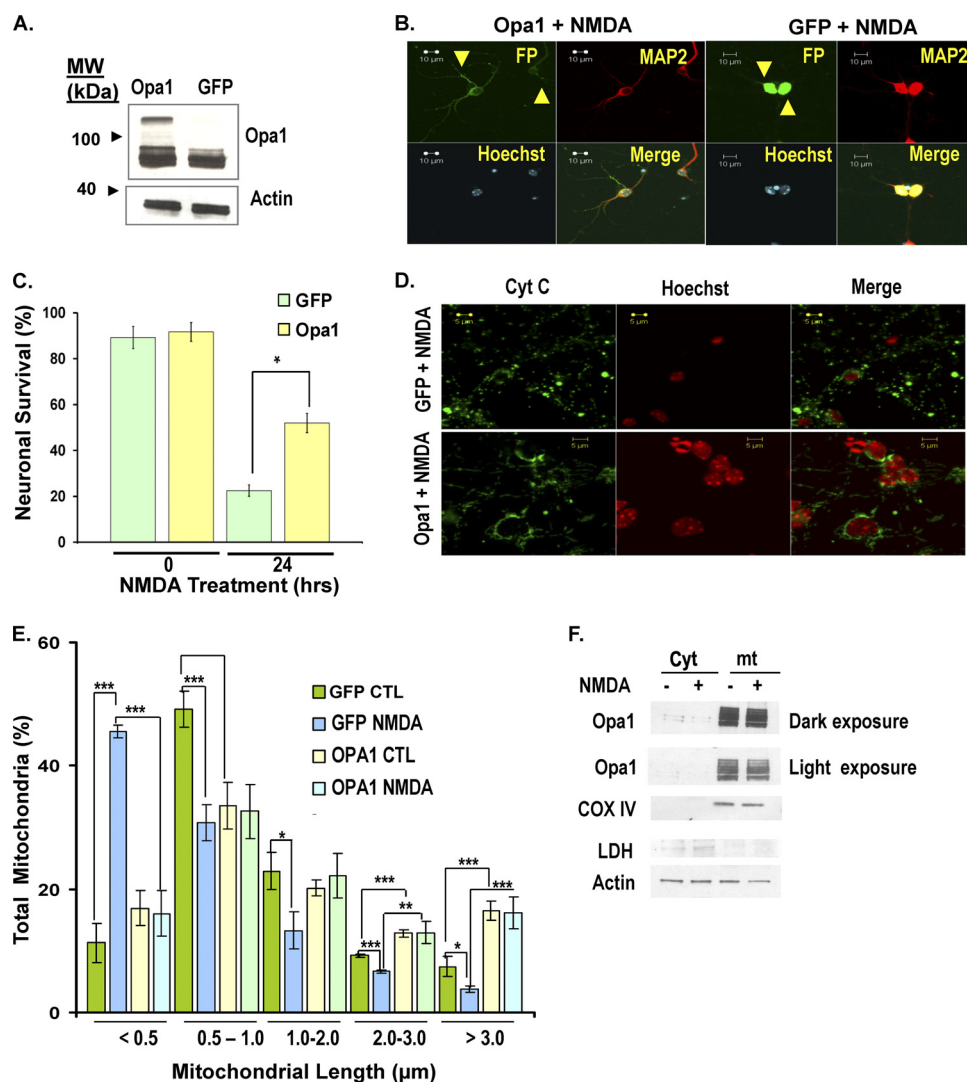 A.
MW
(kDa)
Opa1 GFP
100
40
Opa1
Actin
B.
Opa1 + NMDA GFP + NMDA
10 µm FP 10 µm MAP2 10 µm FP 10 µm MAP2
10 µm Hoechst 10 µm Merge 10 µm Hoechst 10 µm Merge
C.
GFP
Opa1
Neuronal Survival (%)
100
80
60
40
20
0
*
0 24
NMDA Treatment (hrs)
D.
Cyt C Hoechst Merge
GFP + NMDA
5 µm 5 µm 5 µm
Opa1 + NMDA
5 µm 5 µm 5 µm
E.
Total Mitochondria (%)
60
40
20
0
GFP CTL
GFP NMDA
OPA1 CTL
OPA1 NMDA
*** *** *** * *** ** *** *** *** *
< 0.5 0.5 – 1.0 1.0-2.0 2.0-3.0 > 3.0
Mitochondrial Length (µm)
F.
Cyt mt
NMDA - + - +
Opa1 Dark exposure
Opa1 Light exposure
COX IV
LDH
Actin